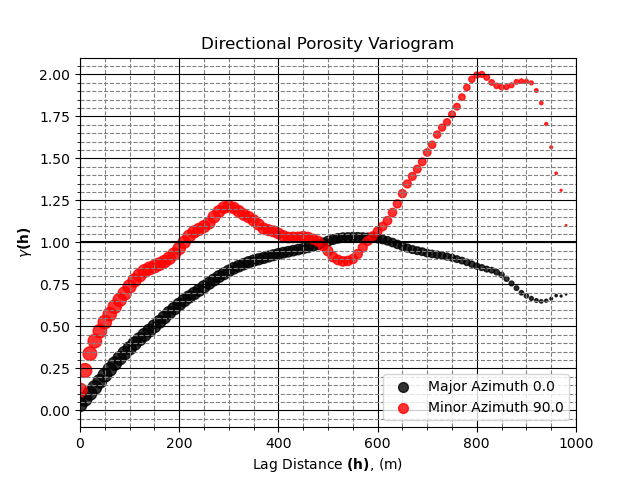 Directional Porosity Variogram
2.00
1.75
1.50
1.25
1.00
0.75
0.50
0.25
0.00
γ(h)
Major Azimuth 0.0
Minor Azimuth 90.0
0 200 400 600 800 1000
Lag Distance (h), (m)